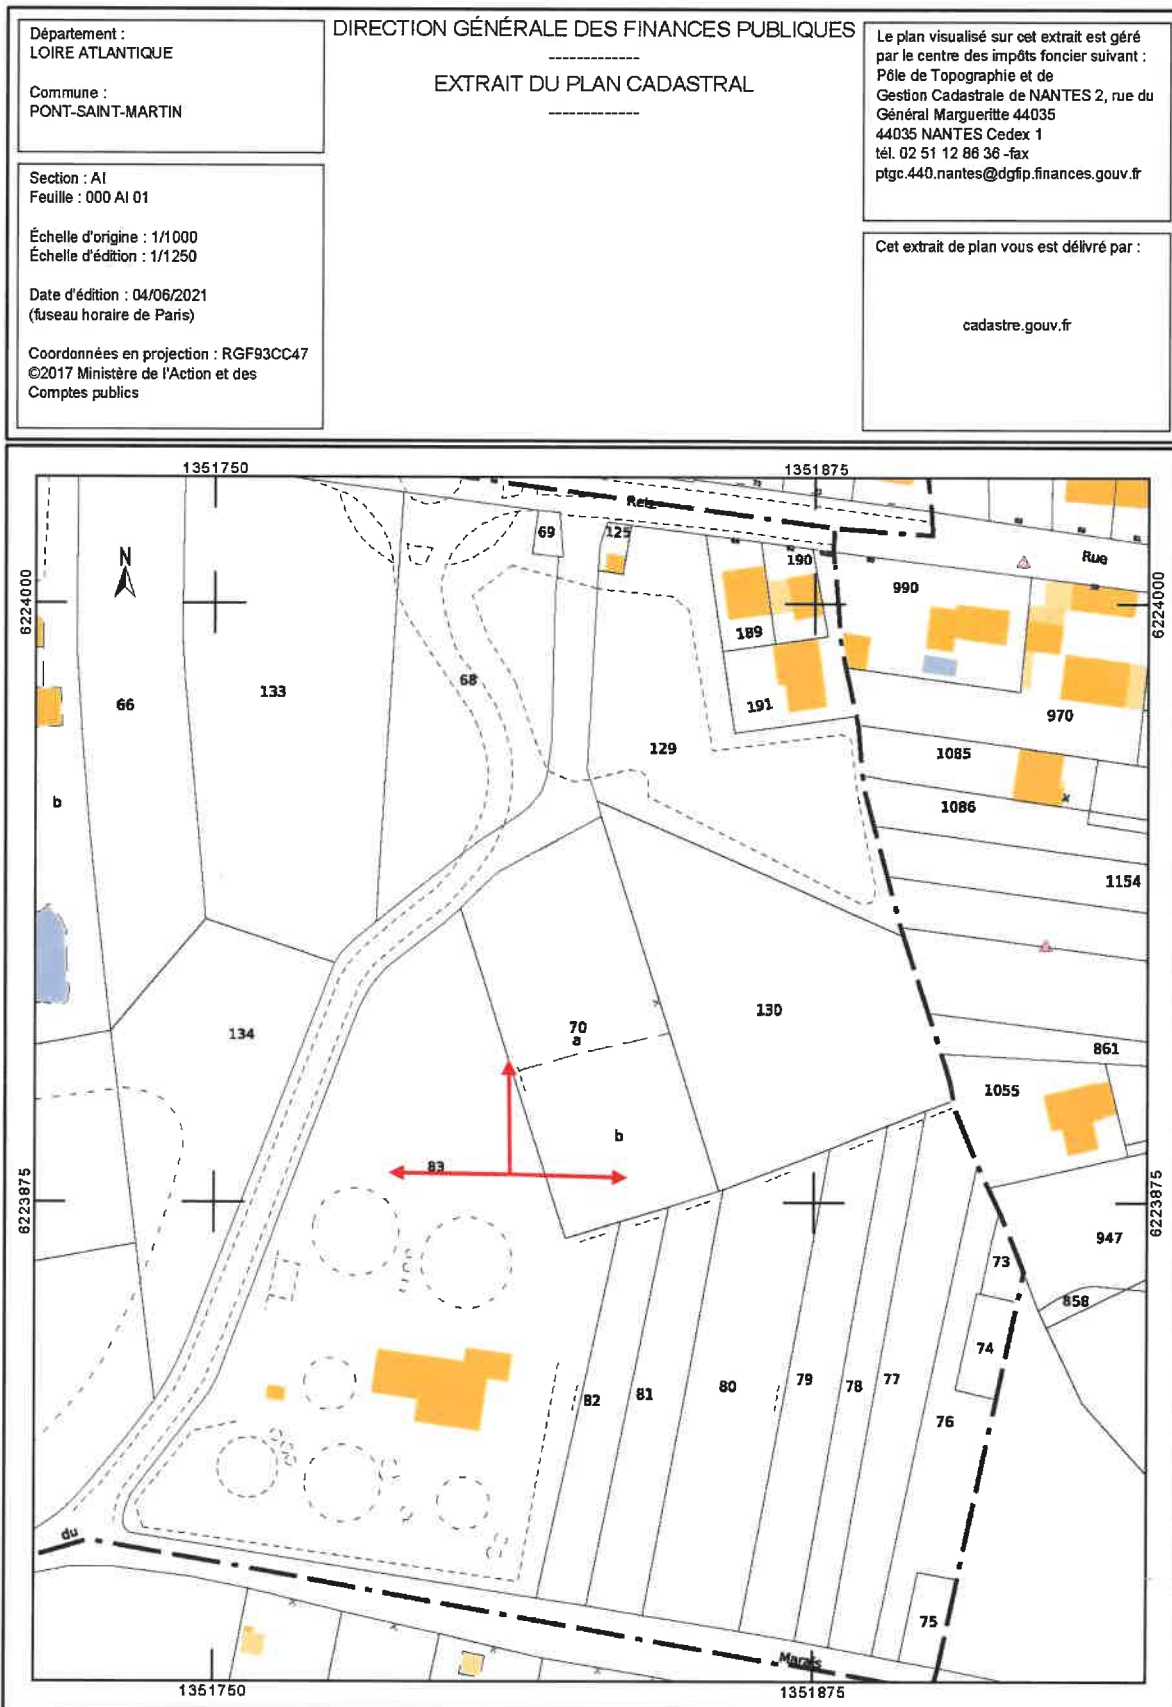 Département :
LOIRE ATLANTIQUE
Commune :
PONT-SAINT-MARTIN
Section : AI
Feuille : 000 AI 01
Échelle d'origine : 1/1000
Échelle d'édition : 1/1250
Date d'édition : 04/06/2021
(fuseau horaire de Paris)
Coordonnées en projection : RGF93CC47
©2017 Ministère de l'Action et des
Comptes publics
DIRECTION GÉNÉRALE DES FINANCES PUBLIQUES
-------------
EXTRAIT DU PLAN CADASTRAL
-------------
Le plan visualisé sur cet extrait est géré
par le centre des impôts foncier suivant :
Pôle de Topographie et de
Gestion Cadastrale de NANTES 2, rue du
Général Margueritte 44035
44035 NANTES Cedex 1
tél. 02 51 12 86 36 -fax
ptgc.440.nantes@dgfip.finances.gouv.fr
Cet extrait de plan vous est délivré par :
cadastre.gouv.fr
1351750
1351875
Retz
69
125
190
Rue
N
990
6224000
6224000
189
68
133
66
191
970
129
1085
b
1086
1154
70
a
130
134
861
1055
b
83
6223875
6223875
947
73
858
74
79
78
77
80
81
82
76
du
75
Marais
1351750
1351875